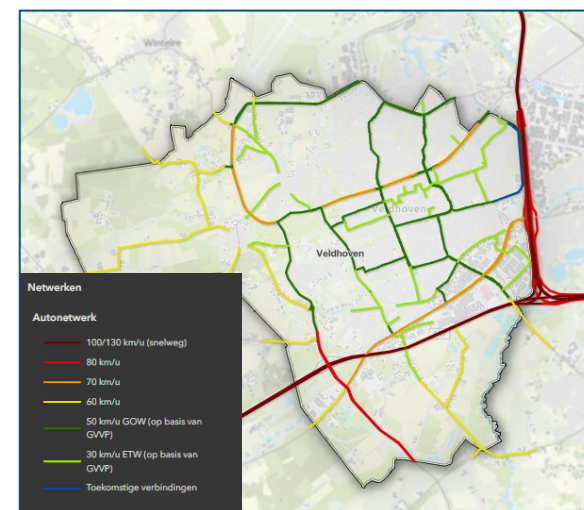 Wintelre
Veldhoven
Veldhoven
Netwerken
Autonetwerk
100/130 km/u (snelweg)
80 km/u
70 km/u
60 km/u
50 km/u GOW (op basis van
GVVP)
30 km/u ETW (op basis van
GVVP)
Toekomstige verbindingen